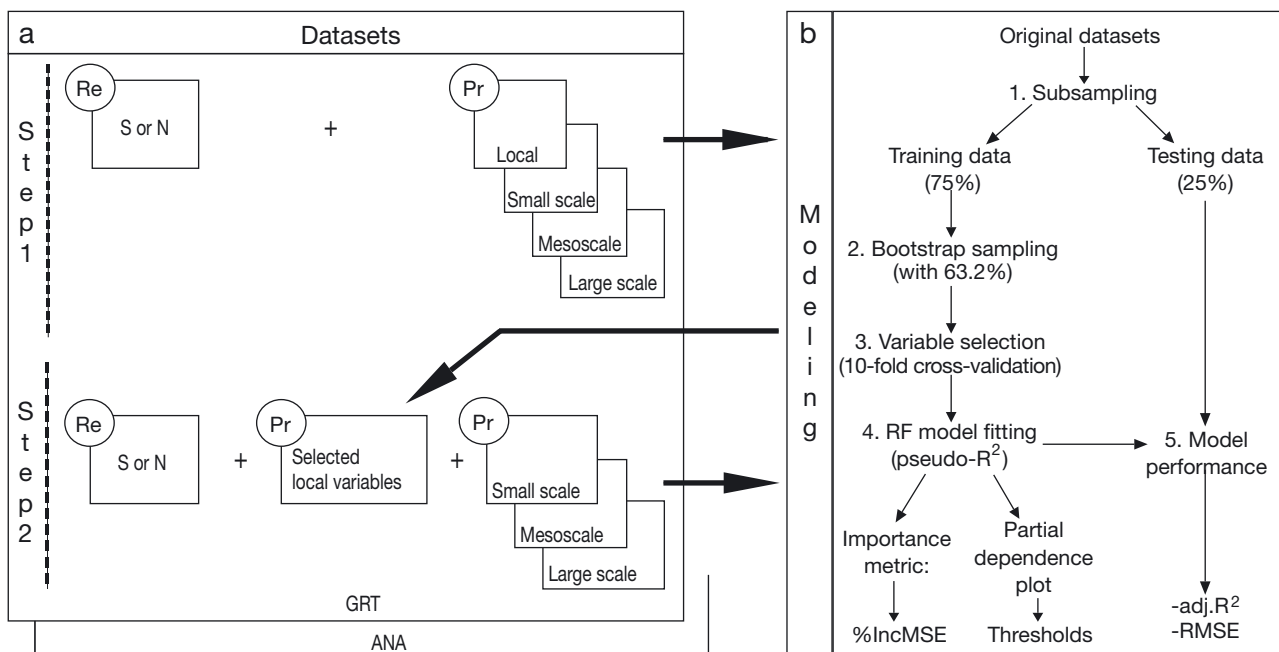 a
Datasets
Step1
Re
S or N
+
Pr
Local
Small scale
Mesoscale
Large scale
Step2
Re
S or N
+
Pr
Selected
local variables
+
Pr
Small scale
Mesoscale
Large scale
GRT
ANA
b
Modeling
Original datasets
1. Subsampling
Training data
(75%)
Testing data
(25%)
2. Bootstrap sampling
(with 63.2%)
3. Variable selection
(10-fold cross-validation)
4. RF model fitting
(pseudo-R²)
5. Model
performance
Importance
metric:
%IncMSE
Partial
dependence
plot
Thresholds
-adj.R²
-RMSE